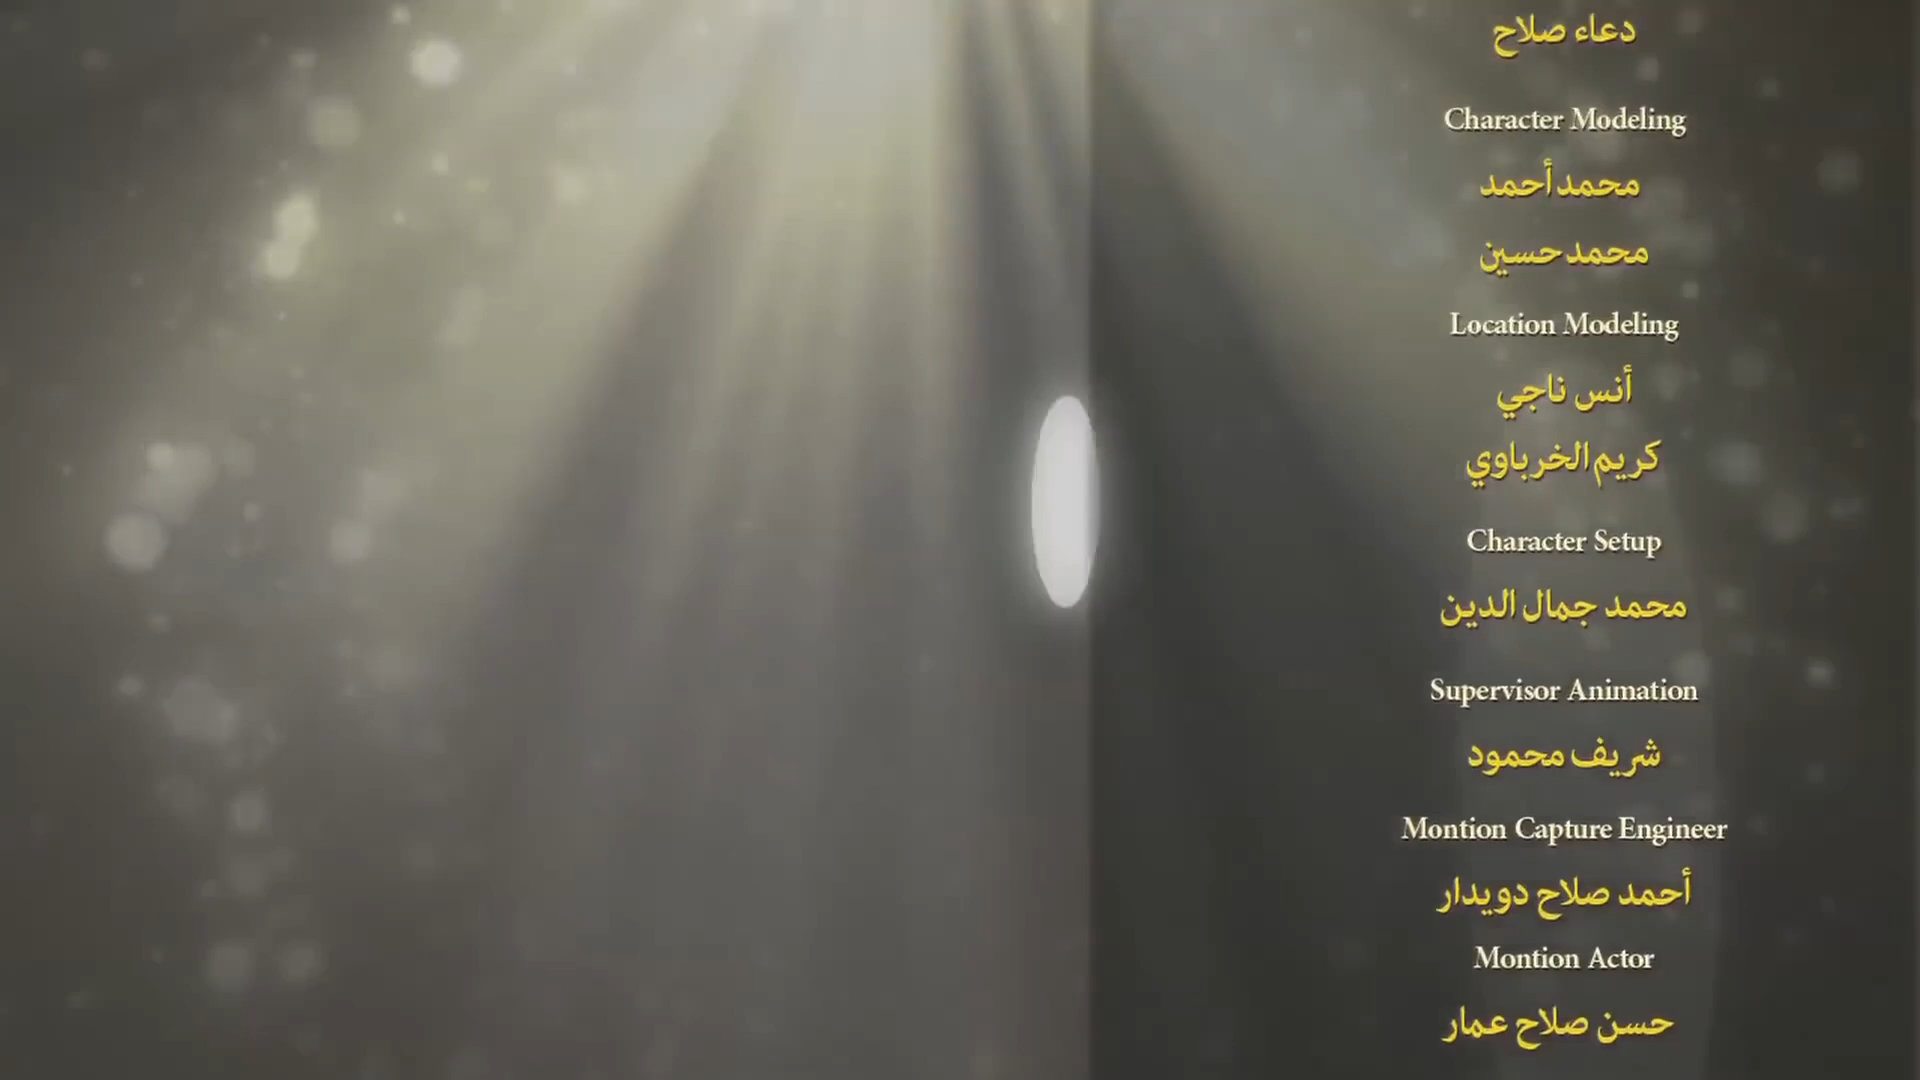 دعاء صلاح
Character Modeling
محمد أحمد
محمد حسين
Location Modeling
أنس ناجي
كريم الخرباوي
Character Setup
محمد جمال الدين
Supervisor Animation
شريف محمود
Montion Capture Engineer
أحمد صلاح دويدار
Montion Actor
حسن صلاح عمار